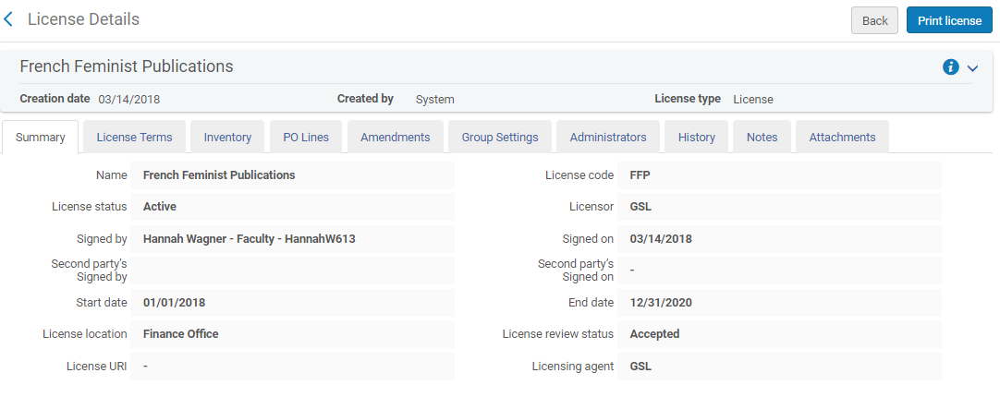 License Details
Back
Print license
French Feminist Publications
Creation date 03/14/2018 Created by System License type License
Summary License Terms Inventory PO Lines Amendments Group Settings Administrators History Notes Attachments
Name French Feminist Publications License code FFP
License status Active Licensor GSL
Signed by Hannah Wagner - Faculty - HannahW613 Signed on 03/14/2018
Second party's Second party's
Signed by Signed on -
Start date 01/01/2018 End date 12/31/2020
License location Finance Office License review status Accepted
License URI - Licensing agent GSL